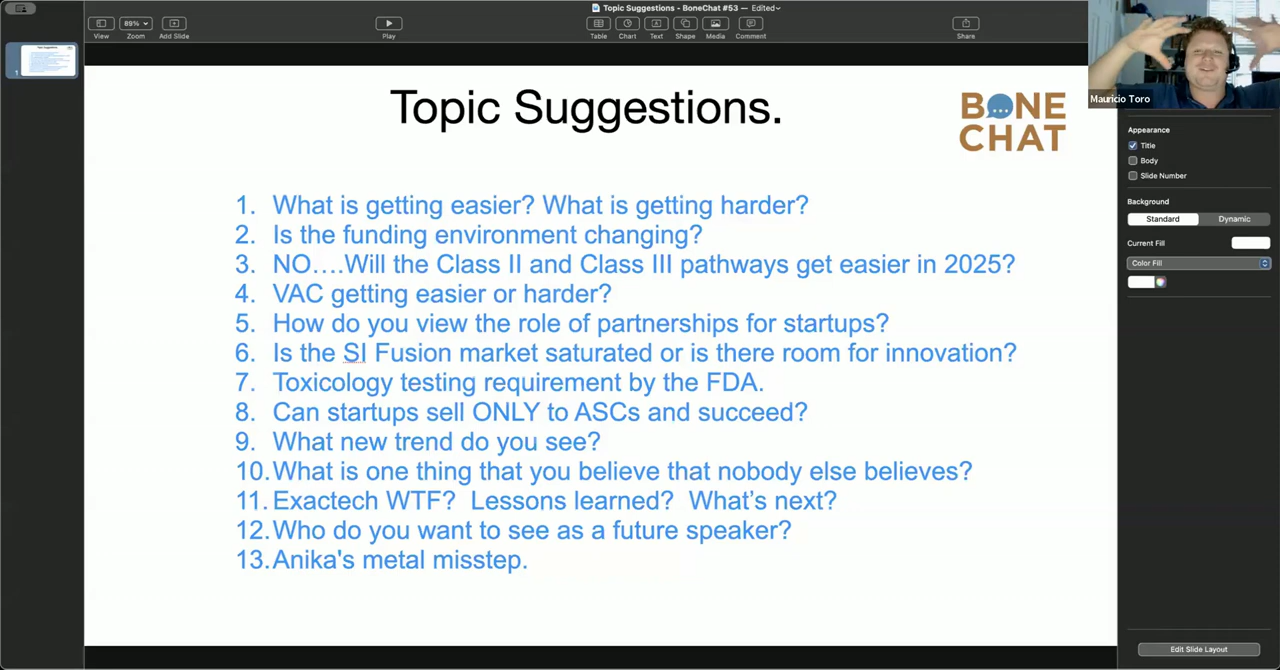 Topic Suggestions - BoneChat #53 — Edited
89%
View
Zoom
Add Slide
Play
Table
Chart
Text
Shape
Media
Comment
Share
Mauricio Toro
Topic Suggestions.
BONE
CHAT
1. What is getting easier? What is getting harder?
2. Is the funding environment changing?
3. NO….Will the Class II and Class III pathways get easier in 2025?
4. VAC getting easier or harder?
5. How do you view the role of partnerships for startups?
6. Is the SI Fusion market saturated or is there room for innovation?
7. Toxicology testing requirement by the FDA.
8. Can startups sell ONLY to ASCs and succeed?
9. What new trend do you see?
10. What is one thing that you believe that nobody else believes?
11. Exactech WTF? Lessons learned? What's next?
12. Who do you want to see as a future speaker?
13. Anika's metal misstep.
1
Appearance
Title
Body
Slide Number
Background
Standard
Dynamic
Current Fill
Color Fill
Edit Slide Layout